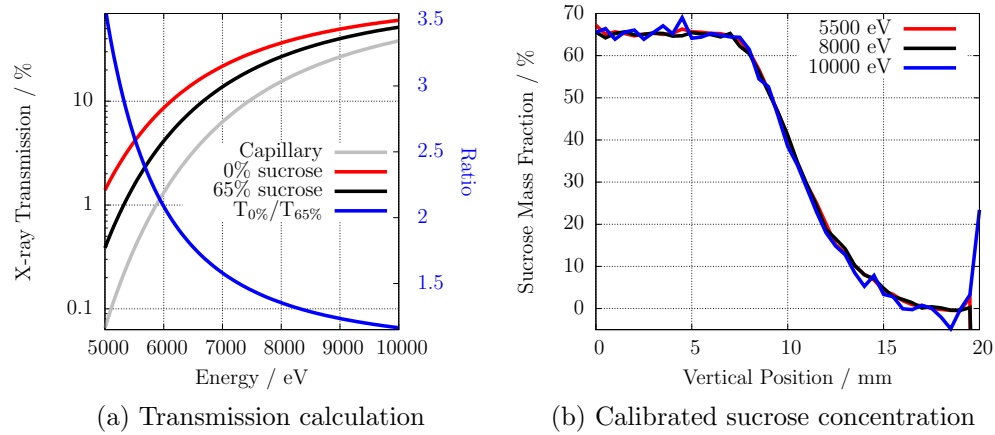 X-ray Transmission / %
10
1
0.1
3.5
3
2.5
2
1.5
Ratio
Capillary
0% sucrose
65% sucrose
T0%/T65%
5000 6000 7000 8000 9000 10000
Energy / eV
(a) Transmission calculation
Sucrose Mass Fraction / %
70
60
50
40
30
20
10
0
5500 eV
8000 eV
10000 eV
0 5 10 15 20
Vertical Position / mm
(b) Calibrated sucrose concentration